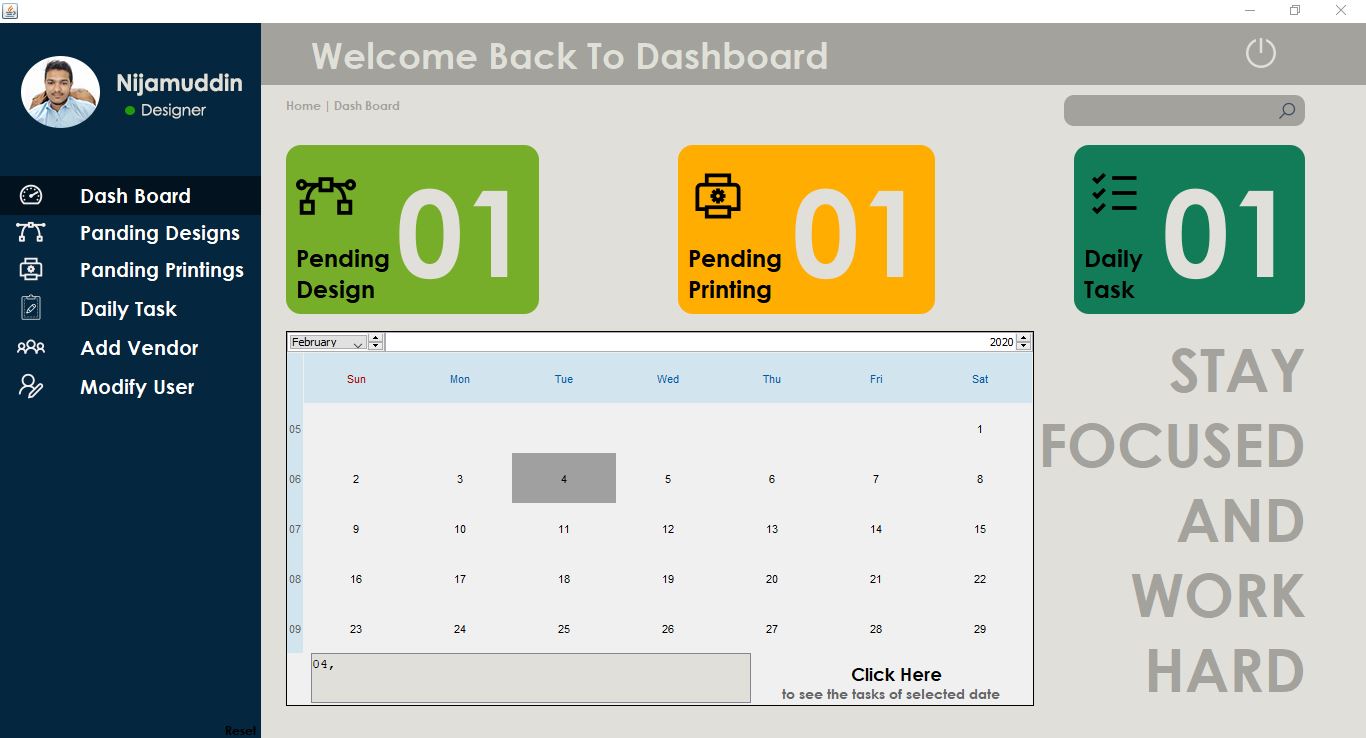 Welcome Back To Dashboard
Nijamuddin
Designer
Home | Dash Board
Dash Board
Panding Designs
Panding Printings
Daily Task
Add Vendor
Modify User
Reset
01
Pending
Design
01
Pending
Printing
01
Daily
Task
February 2020
Sun Mon Tue Wed Thu Fri Sat
05 1
06 2 3 4 5 6 7 8
07 9 10 11 12 13 14 15
08 16 17 18 19 20 21 22
09 23 24 25 26 27 28 29
04,
Click Here
to see the tasks of selected date
STAY
FOCUSED
AND
WORK
HARD